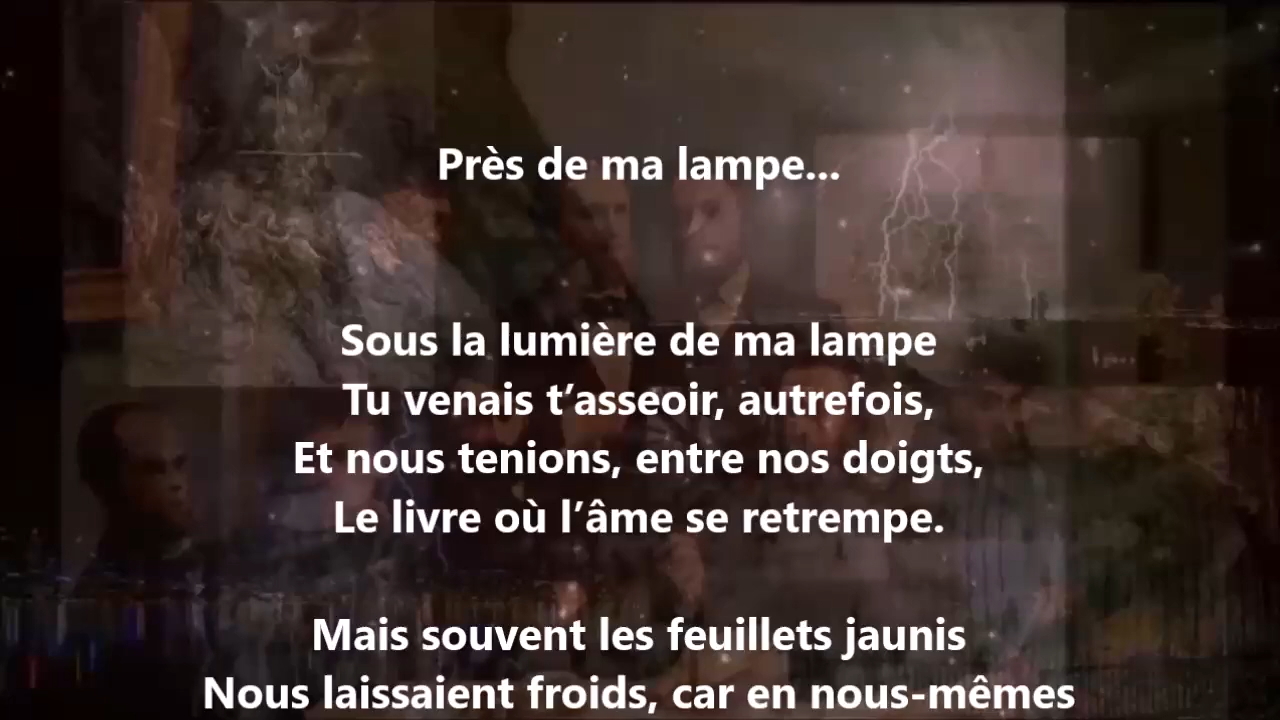 Près de ma lampe...
Sous la lumière de ma lampe
Tu venais t’asseoir, autrefois,
Et nous tenions, entre nos doigts,
Le livre où l’âme se retrempe.
Mais souvent les feuillets jaunis
Nous laissaient froids, car en nous-mêmes